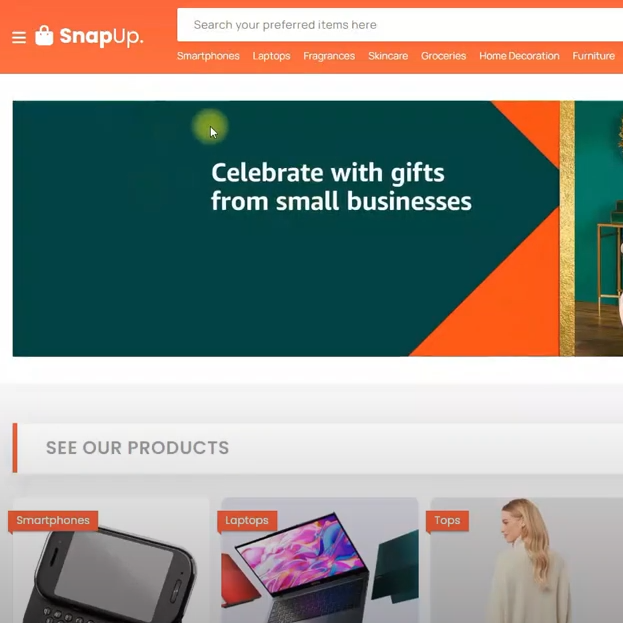 SnapUp.
Search your preferred items here
Smartphones Laptops Fragrances Skincare Groceries Home Decoration Furniture
Celebrate with gifts
from small businesses
SEE OUR PRODUCTS
Smartphones Laptops Tops